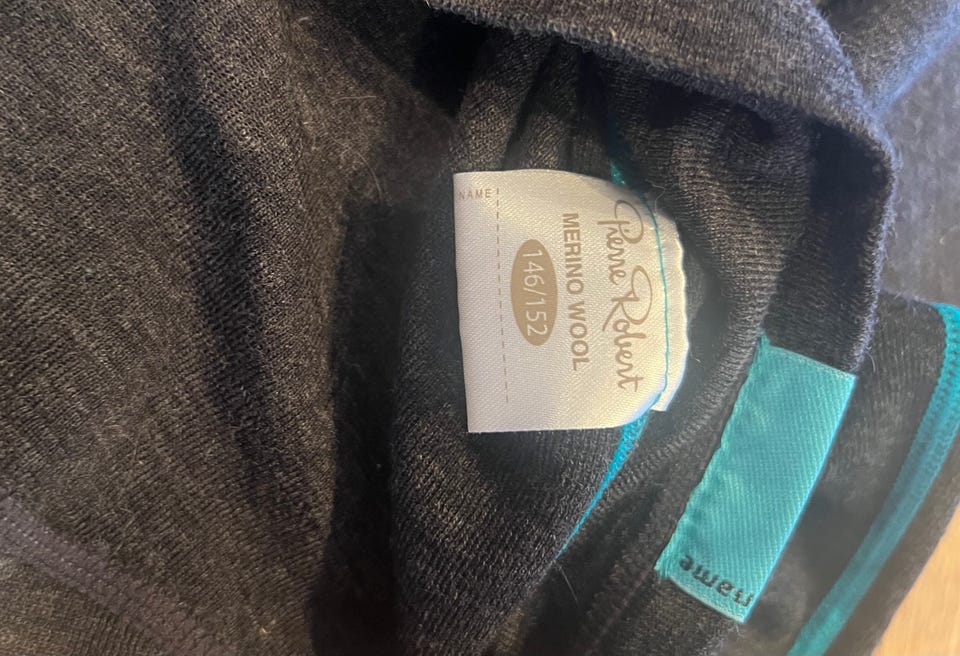 Pierre Robert
MERINO WOOL
146/152
NAME
name